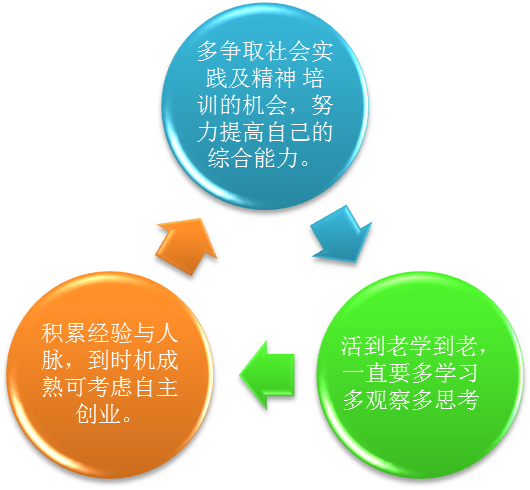 多争取社会实
践及精神 培
训的机会，努
力提高自己的
综合能力。
活到老学到老，
一直要多学习
多观察多思考
积累经验与人
脉，到时机成
熟可考虑自主
创业。